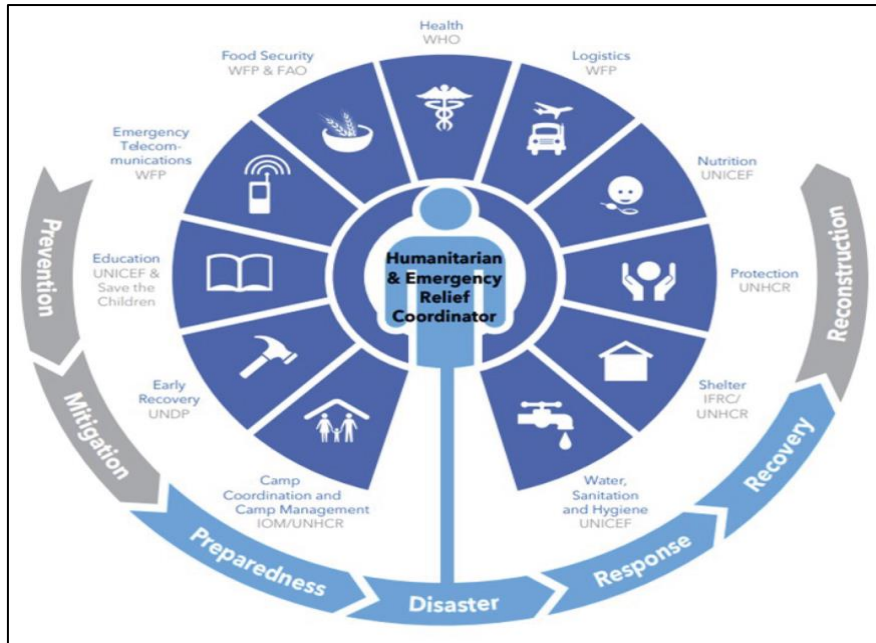 Health
WHO
Logistics
WFP
Nutrition
UNICEF
Protection
UNHCR
Shelter
IFRC/
UNHCR
Water,
Sanitation
and Hygiene
UNICEF
Camp
Coordination and
Camp Management
IOM/UNHCR
Early
Recovery
UNDP
Education
UNICEF &
Save the
Children
Emergency
Telecom-
munications
WFP
Food Security
WFP & FAO
Humanitarian
& Emergency
Relief
Coordinator
Prevention
Mitigation
Preparedness
Disaster
Response
Recovery
Reconstruction